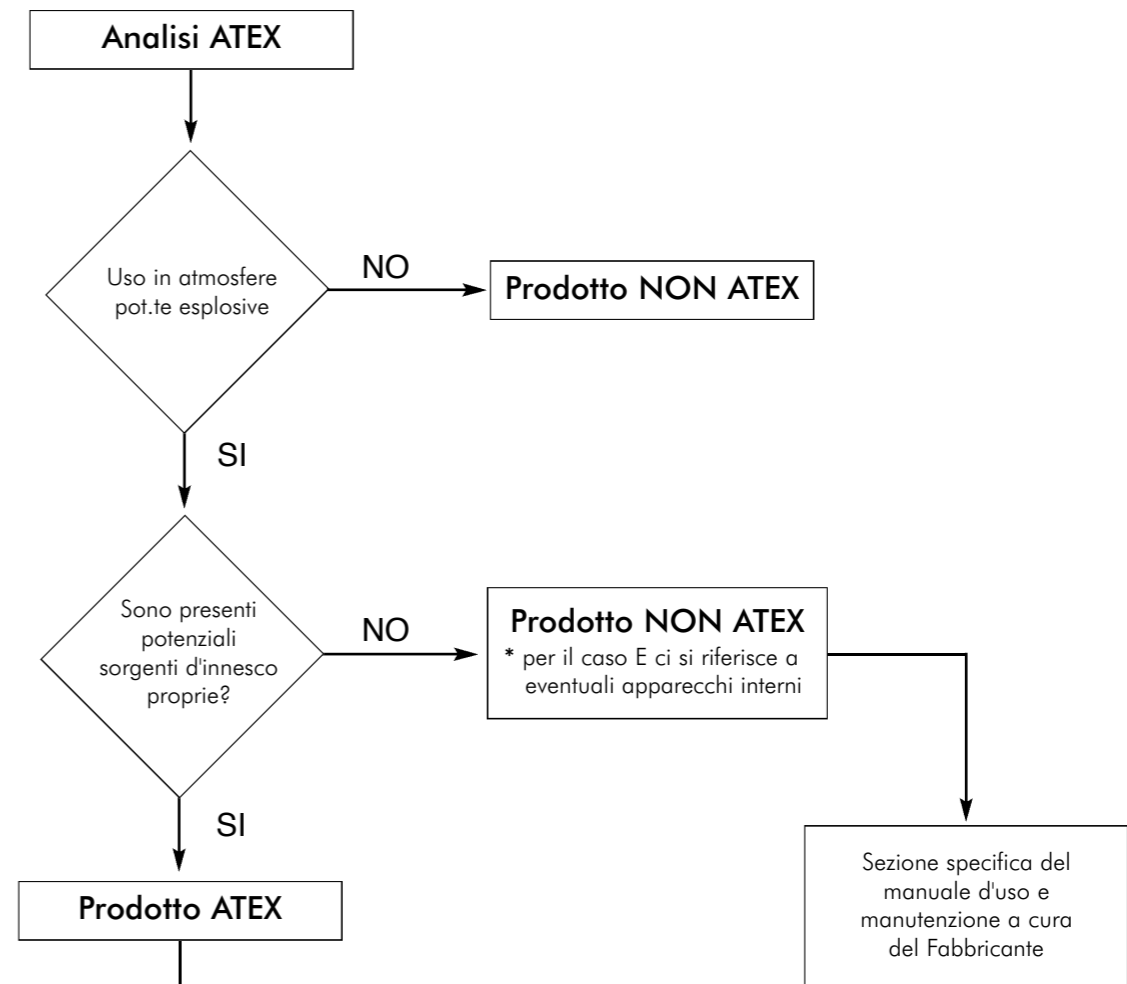 Analisi ATEX
Uso in atmosfere
pot.te esplosive
NO
Prodotto NON ATEX
SI
Sono presenti
potenziali
sorgenti d'innesco
proprie?
NO
Prodotto NON ATEX
* per il caso E ci si riferisce a
eventuali apparecchi interni
SI
Prodotto ATEX
Sezione specifica del
manuale d'uso e
manutenzione a cura
del Fabbricante